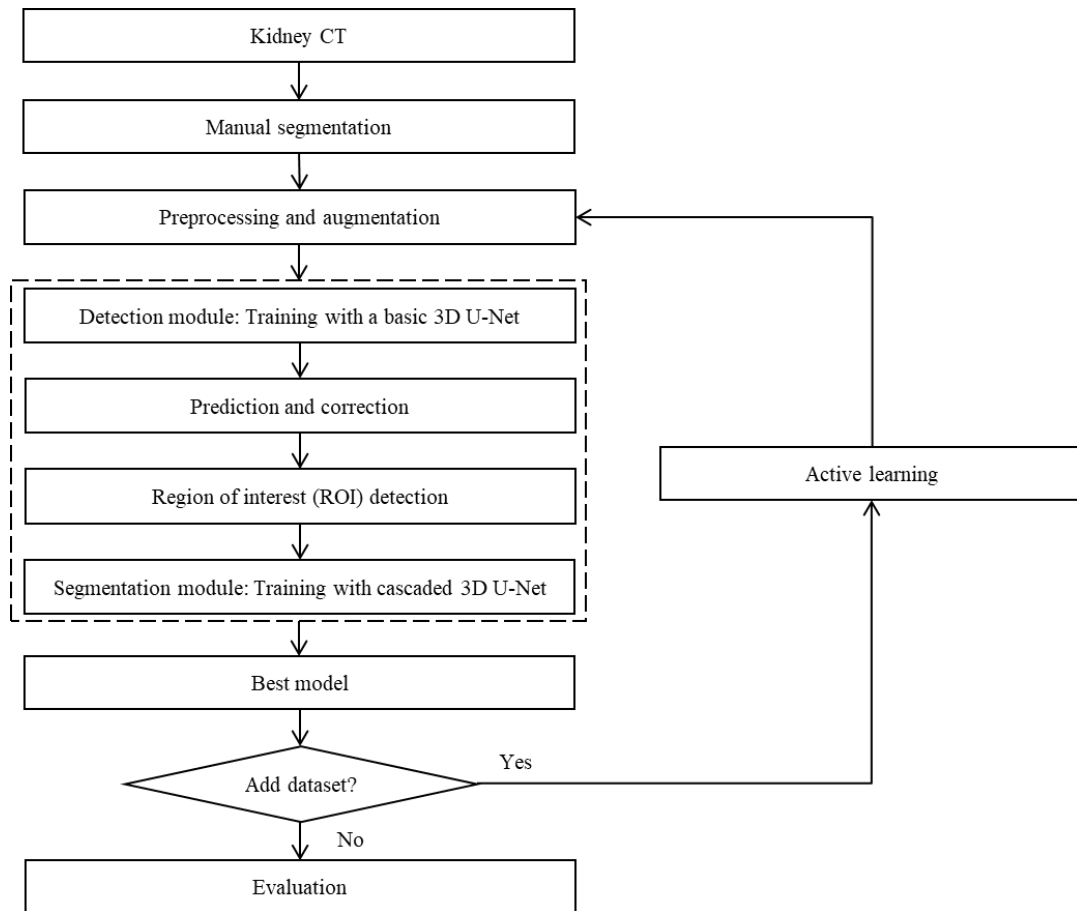 Kidney CT
Manual segmentation
Preprocessing and augmentation
Detection module: Training with a basic 3D U-Net
Prediction and correction
Region of interest (ROI) detection
Active learning
Segmentation module: Training with cascaded 3D U-Net
Best model
Yes
Add dataset?
No
Evaluation